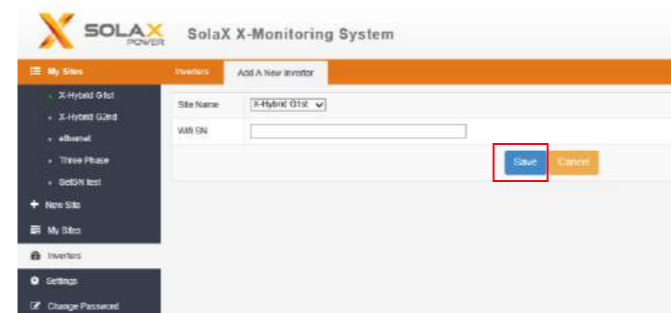 SOLAX POWER
SolaX X-Monitoring System
My Sites
Inverters
Add A New Inverter
X-Hybrid G1st
X-Hybrid G2nd
ethernet
Three Phase
SetSN test
New Site
My Sites
Inverters
Settings
Change Password
Site Name
X-Hybrid G1st
Wifi SN
Save
Cancel